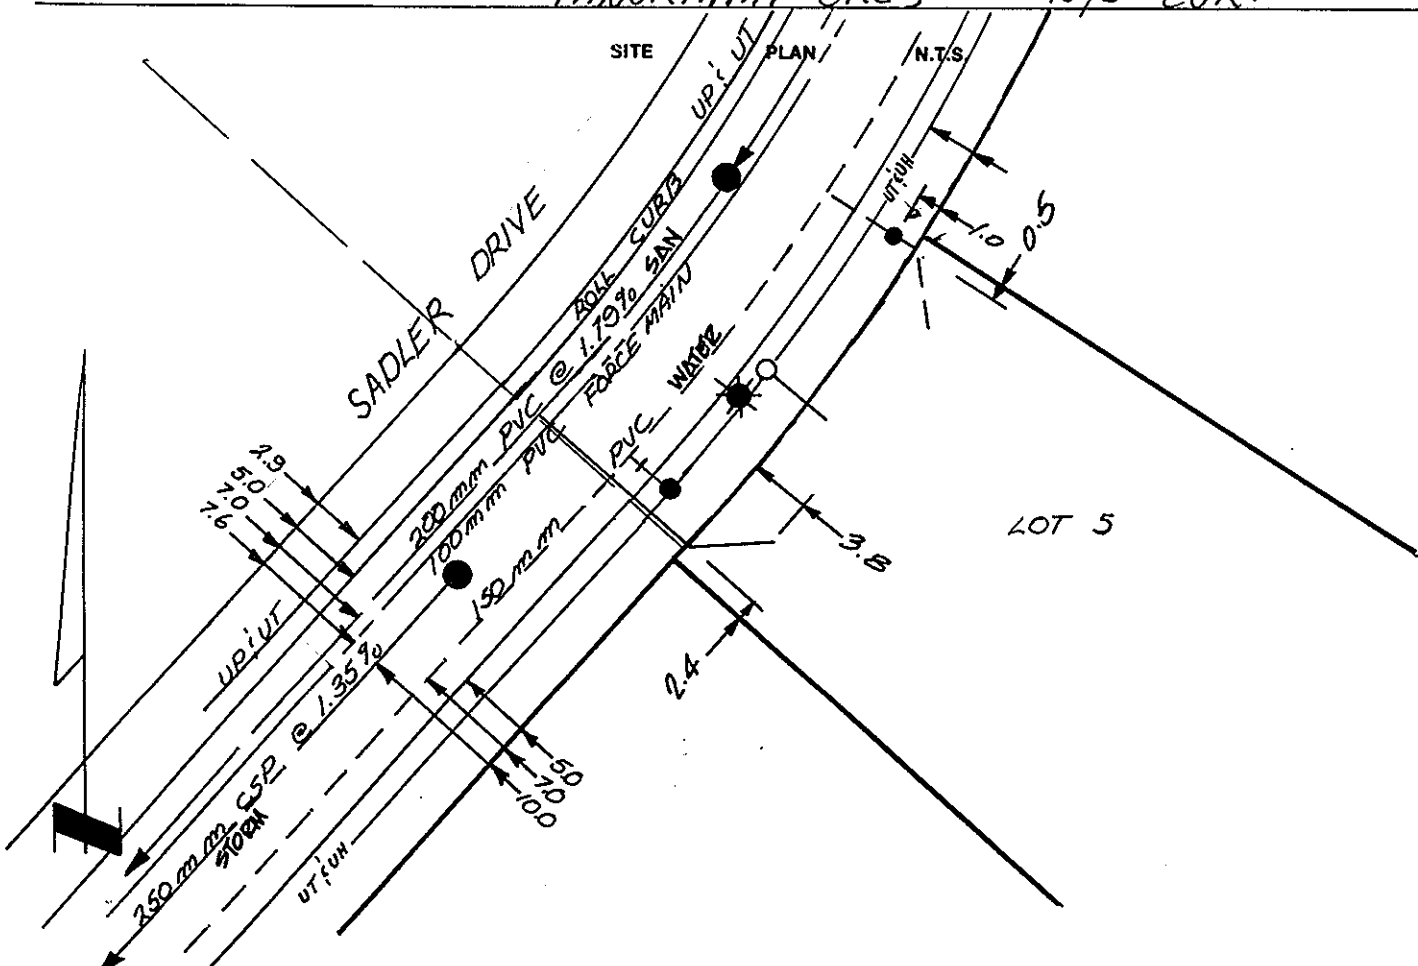 SITE PLAN N.T.S.
UP & UT
UT & UH
1.0
0.5
SADLER DRIVE
ROLL CURB
200mm PVC @ 1.79% SAN
100mm PVC FORCE MAIN
150mm PVC WATER
2.9
5.0
7.0
7.6
LOT 5
3.8
2.4
UP & UT
250mm CSP @ 1.35%
STORM
5.0
7.0
10.0
UT & UH